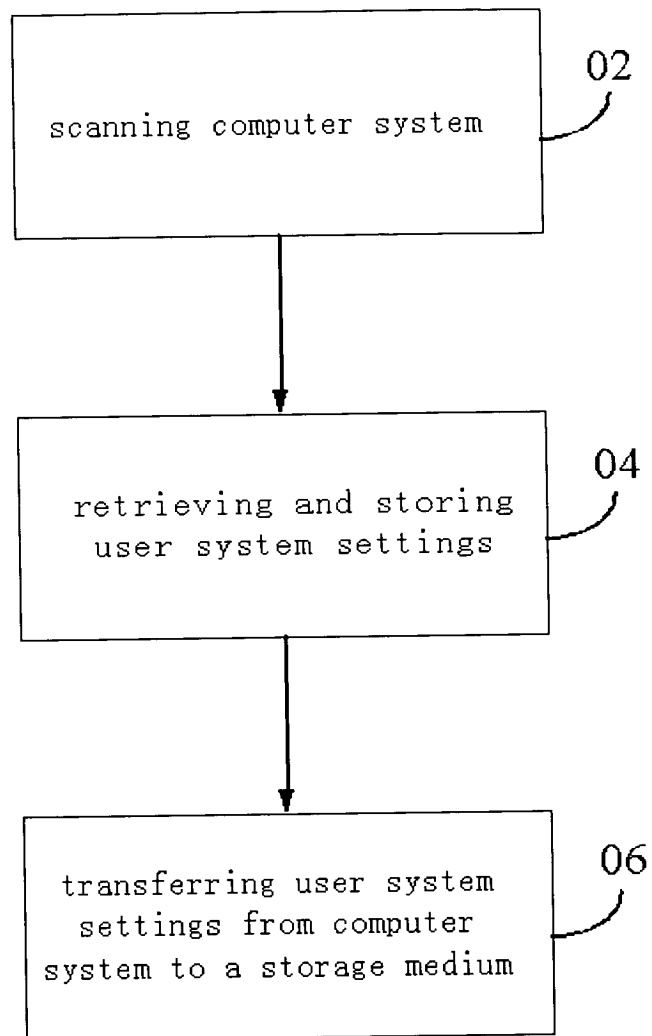 scanning computer system
02
retrieving and storing
user system settings
04
transferring user system
settings from computer
system to a storage medium
06